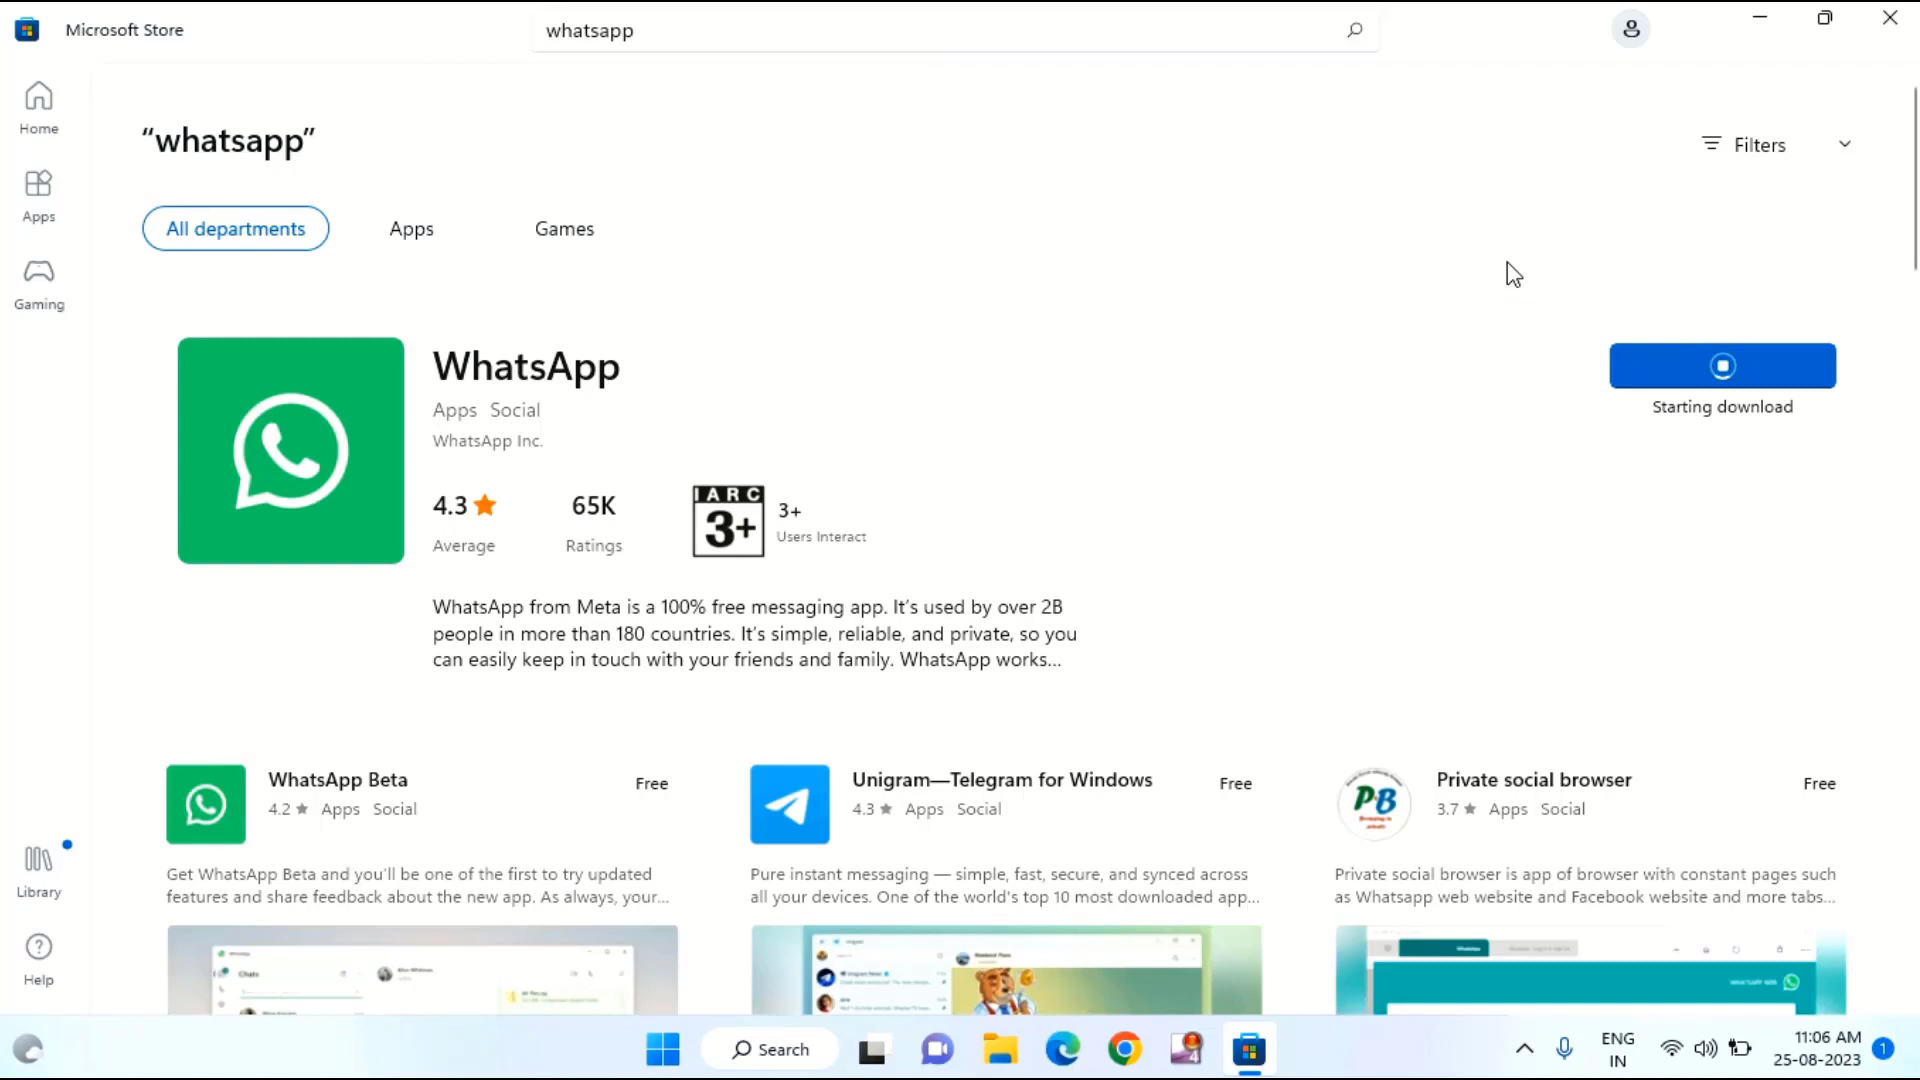 Microsoft Store
whatsapp
Home
Apps
Gaming
Library
Help
“whatsapp”
Filters
All departments
Apps
Games
WhatsApp
Apps Social
WhatsApp Inc.
4.3
Average
65K
Ratings
IARC
3+
3+
Users Interact
Starting download
WhatsApp from Meta is a 100% free messaging app. It’s used by over 2B
people in more than 180 countries. It’s simple, reliable, and private, so you
can easily keep in touch with your friends and family. WhatsApp works...
WhatsApp Beta
Free
4.2 ★ Apps Social
Get WhatsApp Beta and you’ll be one of the first to try updated
features and share feedback about the new app. As always, your...
Unigram—Telegram for Windows
Free
4.3 ★ Apps Social
Pure instant messaging — simple, fast, secure, and synced across
all your devices. One of the world's top 10 most downloaded app...
Private social browser
Free
3.7 ★ Apps Social
Private social browser is app of browser with constant pages such
as Whatsapp web website and Facebook website and more tabs...
PB
Chats
WHATSAPP WEB
Search
4
ENG
IN
11:06 AM
25-08-2023
1